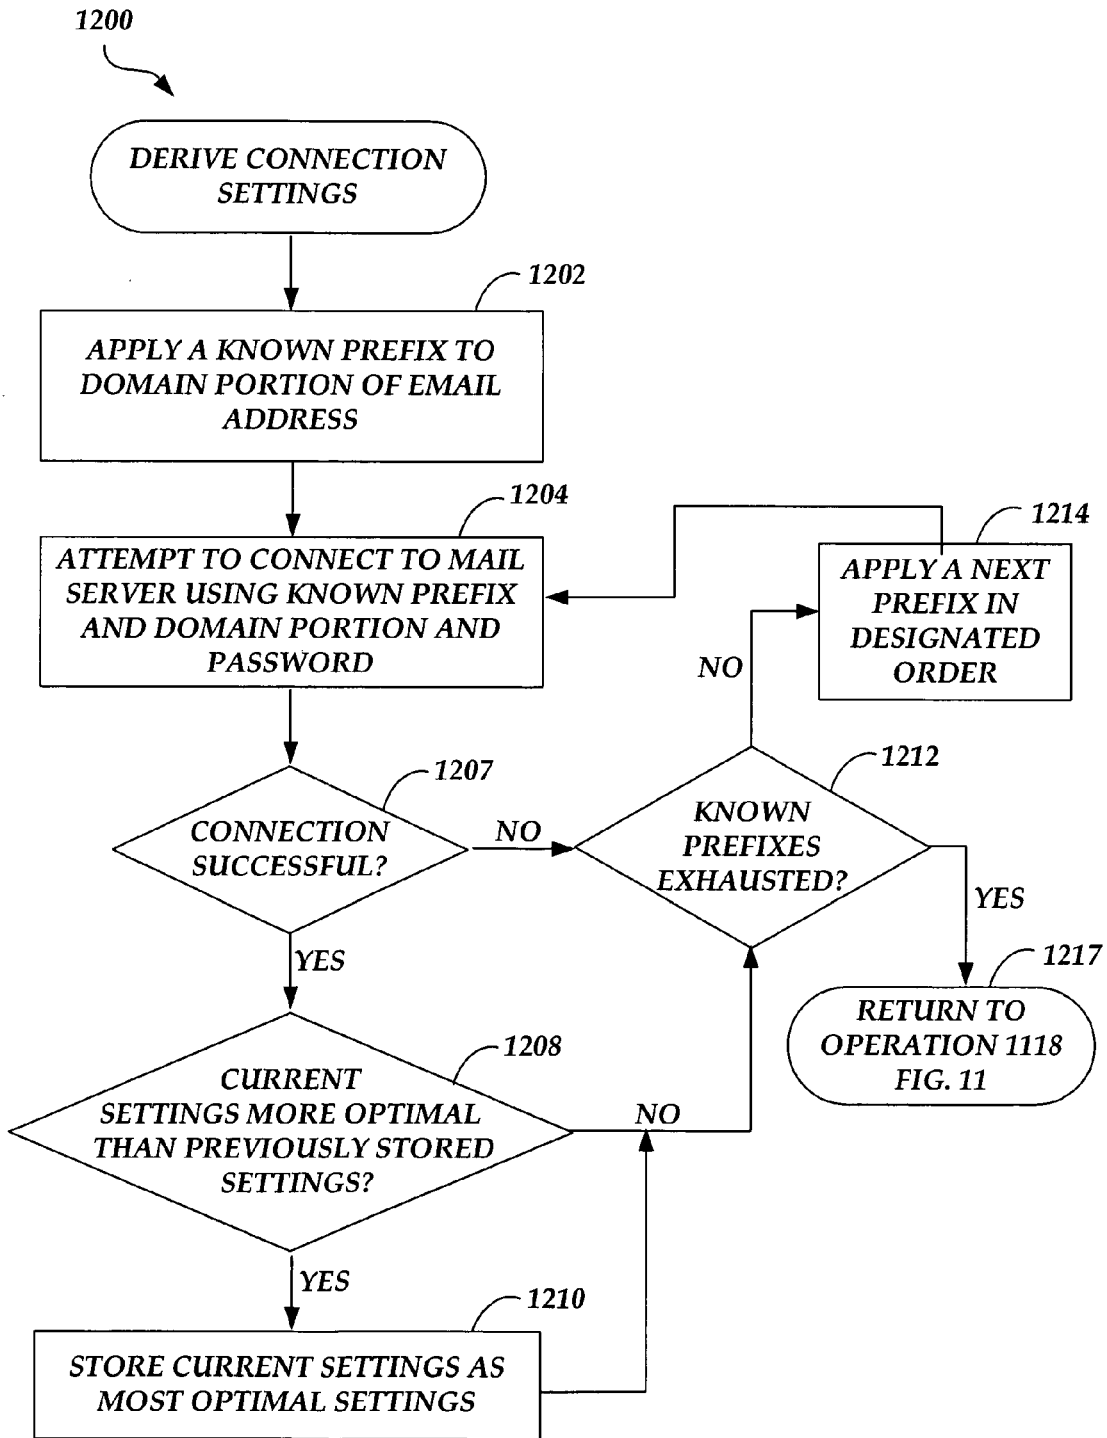 1200
DERIVE CONNECTION
SETTINGS
1202
APPLY A KNOWN PREFIX TO
DOMAIN PORTION OF EMAIL
ADDRESS
1204
ATTEMPT TO CONNECT TO MAIL
SERVER USING KNOWN PREFIX
AND DOMAIN PORTION AND
PASSWORD
1214
APPLY A NEXT
PREFIX IN
DESIGNATED
ORDER
NO
1207
CONNECTION
SUCCESSFUL?
NO
1212
KNOWN
PREFIXES
EXHAUSTED?
YES
YES
1217
RETURN TO
OPERATION 1118
FIG. 11
1208
CURRENT
SETTINGS MORE OPTIMAL
THAN PREVIOUSLY STORED
SETTINGS?
NO
YES
1210
STORE CURRENT SETTINGS AS
MOST OPTIMAL SETTINGS